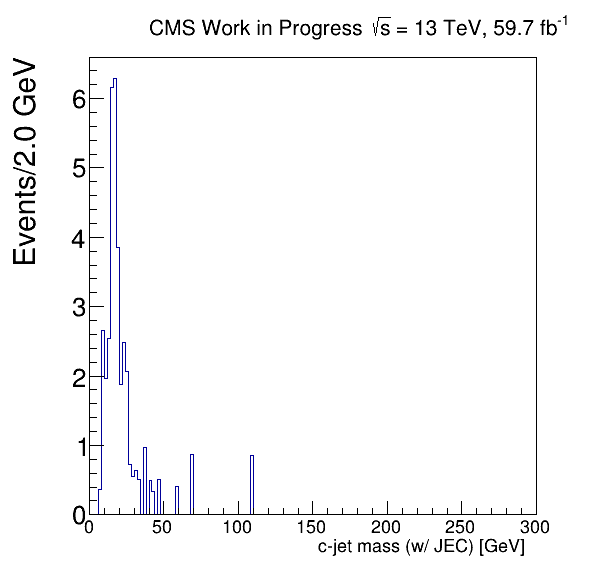 CMS Work in Progress √s = 13 TeV, 59.7 fb⁻¹
Events/2.0 GeV
6
5
4
3
2
1
0
0 50 100 150 200 250 300
c-jet mass (w/ JEC) [GeV]